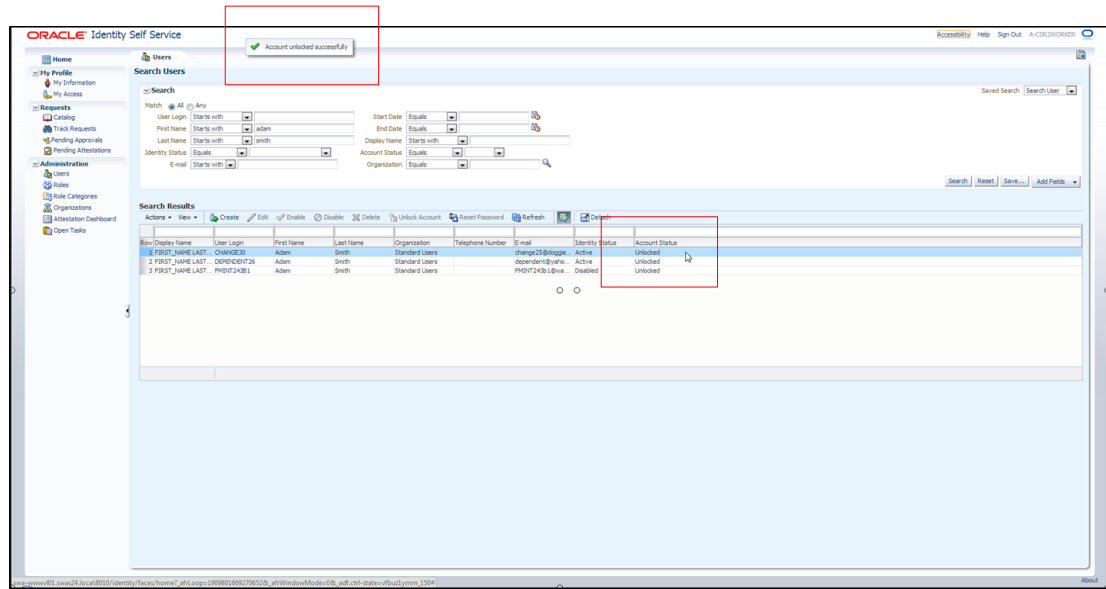 ORACLE Identity Self Service
Account unlocked successfully
Accessibility Help Sign Out A-CSR2WORKER
Home
My Profile
My Information
My Access
Requests
Catalog
Track Requests
Pending Approvals
Pending Attestations
Administration
Users
Roles
Role Categories
Organizations
Attestation Dashboard
Open Tasks
Users
Search Users
Search
Saved Search Search User
Match All Any
User Login Starts with Start Date Equals
First Name Starts with adam End Date Equals
Last Name Starts with smith Display Name Starts with
Identity Status Equals Account Status Equals
E-mail Starts with Organization Equals
Search Reset Save... Add Fields
Search Results
Actions View Create Edit Enable Disable Delete Unlock Account Reset Password Refresh Detach
Row Display Name User Login First Name Last Name Organization Telephone Number E-mail Identity Status Account Status
1 FIRST_NAME LAST... CHANGE30 Adam Smith Standard Users change25@doggie... Active Unlocked
2 FIRST_NAME LAST... DEPENDENT26 Adam Smith Standard Users dependent@yaho... Active Unlocked
3 FIRST_NAME LAST... FMINT243B1 Adam Smith Standard Users FMINT243b1@wa... Disabled Unlocked
About